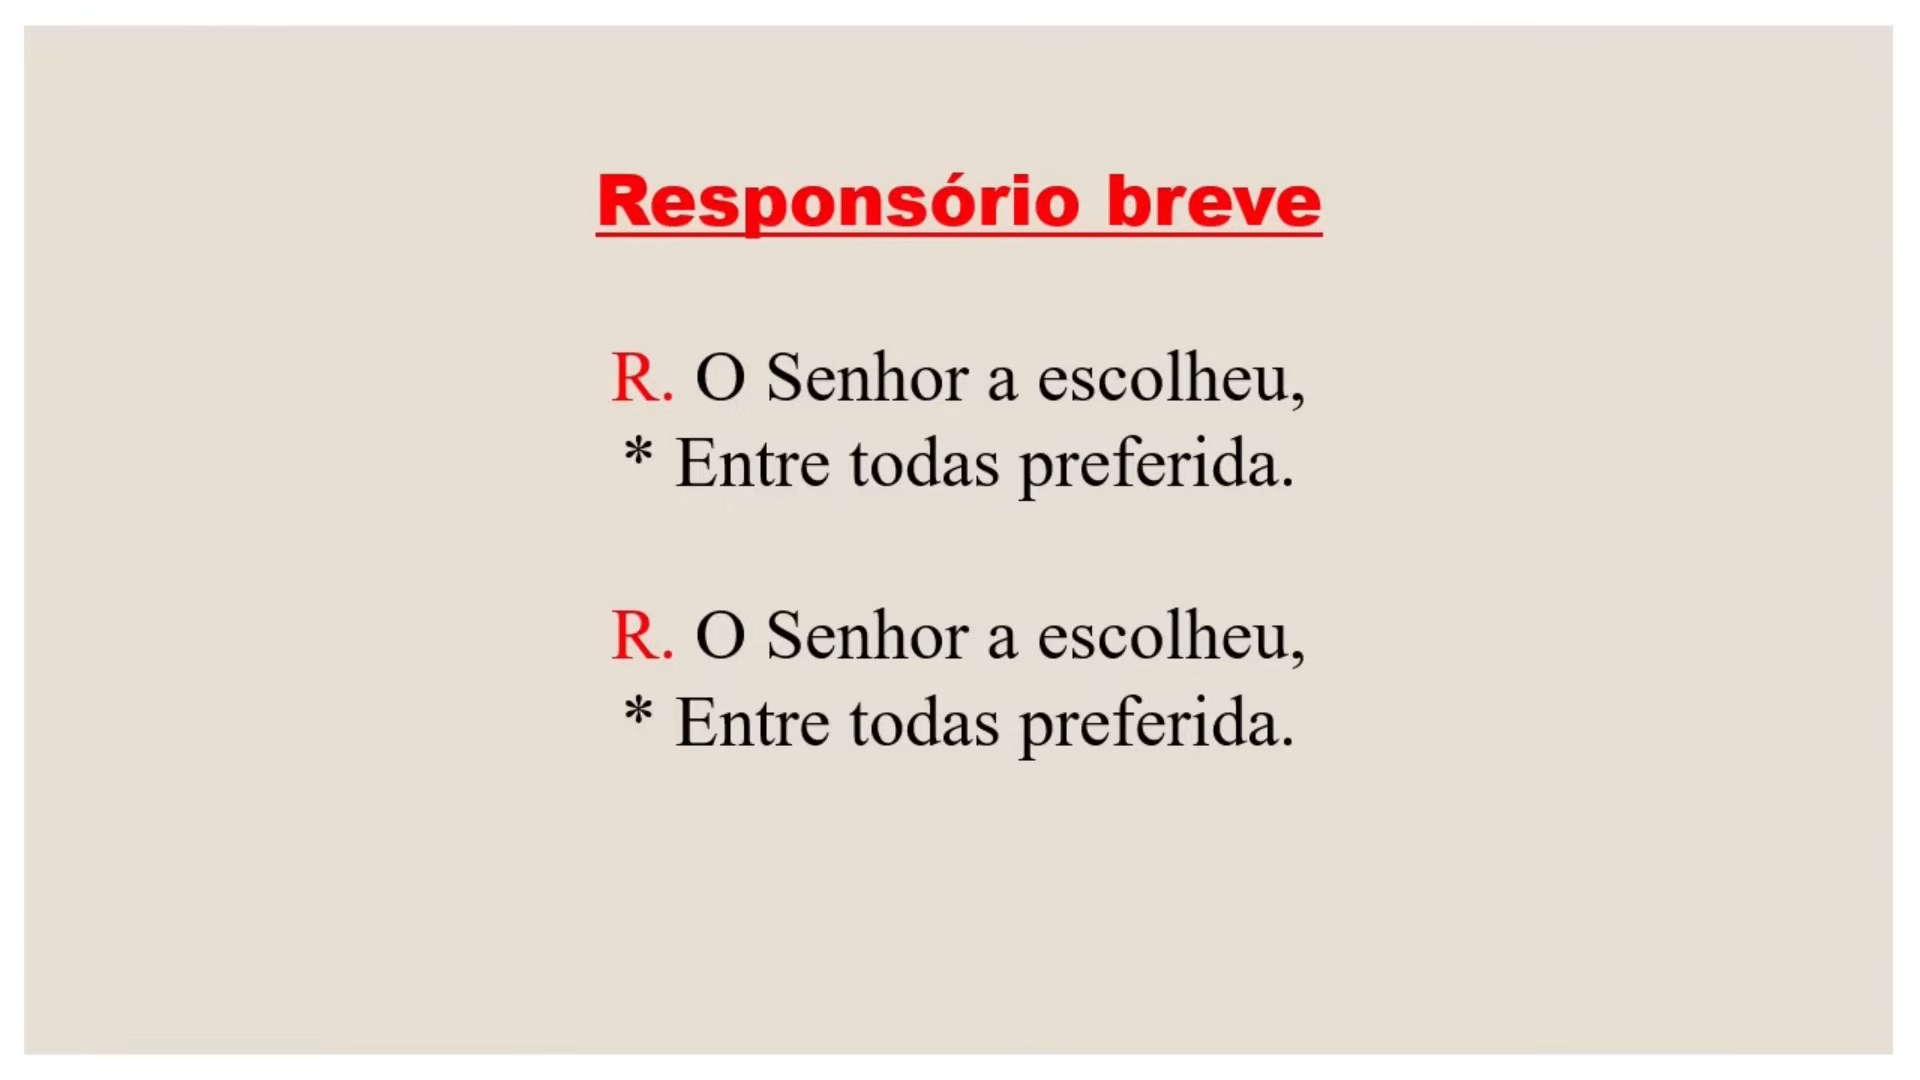 Responsório breve
R. O Senhor a escolheu,
* Entre todas preferida.
R. O Senhor a escolheu,
* Entre todas preferida.